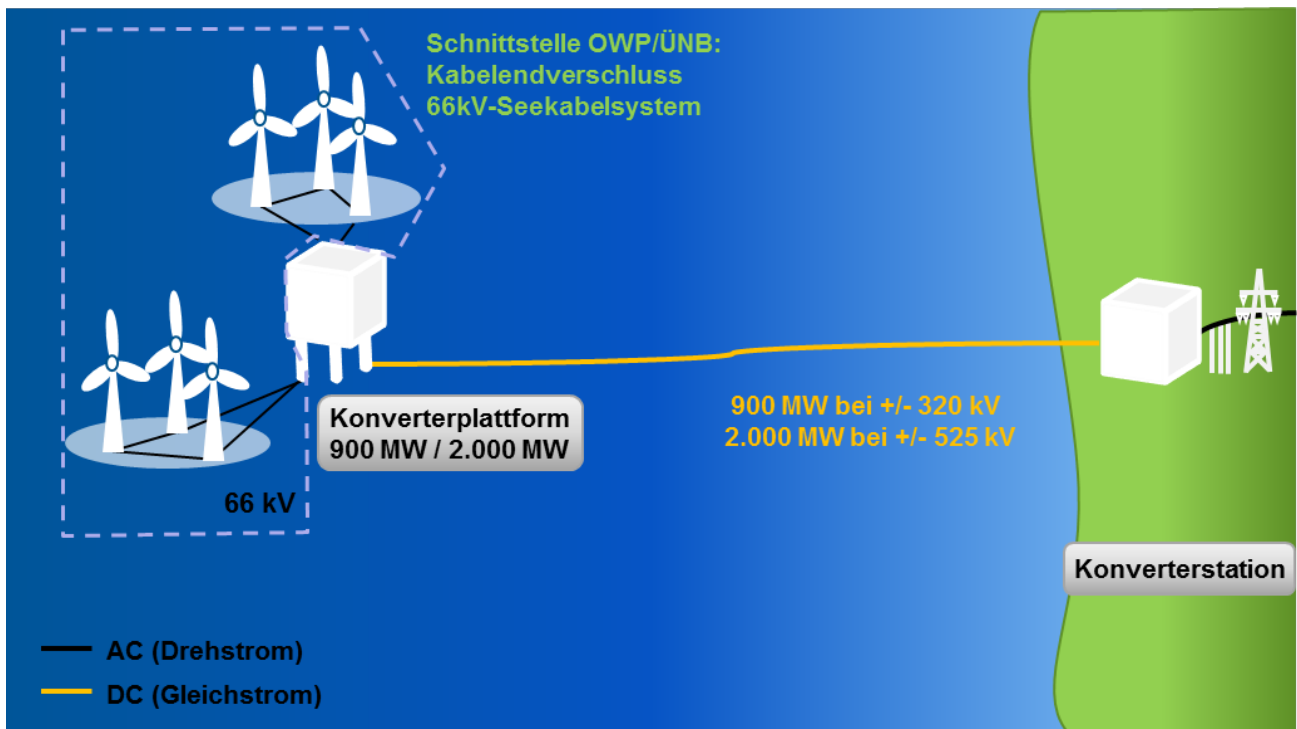 Schnittstelle OWP/ÜNB:
Kabelendverschluss
66kV-Seekabelsystem
Konverterplattform
900 MW / 2.000 MW
900 MW bei +/- 320 kV
2.000 MW bei +/- 525 kV
66 kV
Konverterstation
AC (Drehstrom)
DC (Gleichstrom)